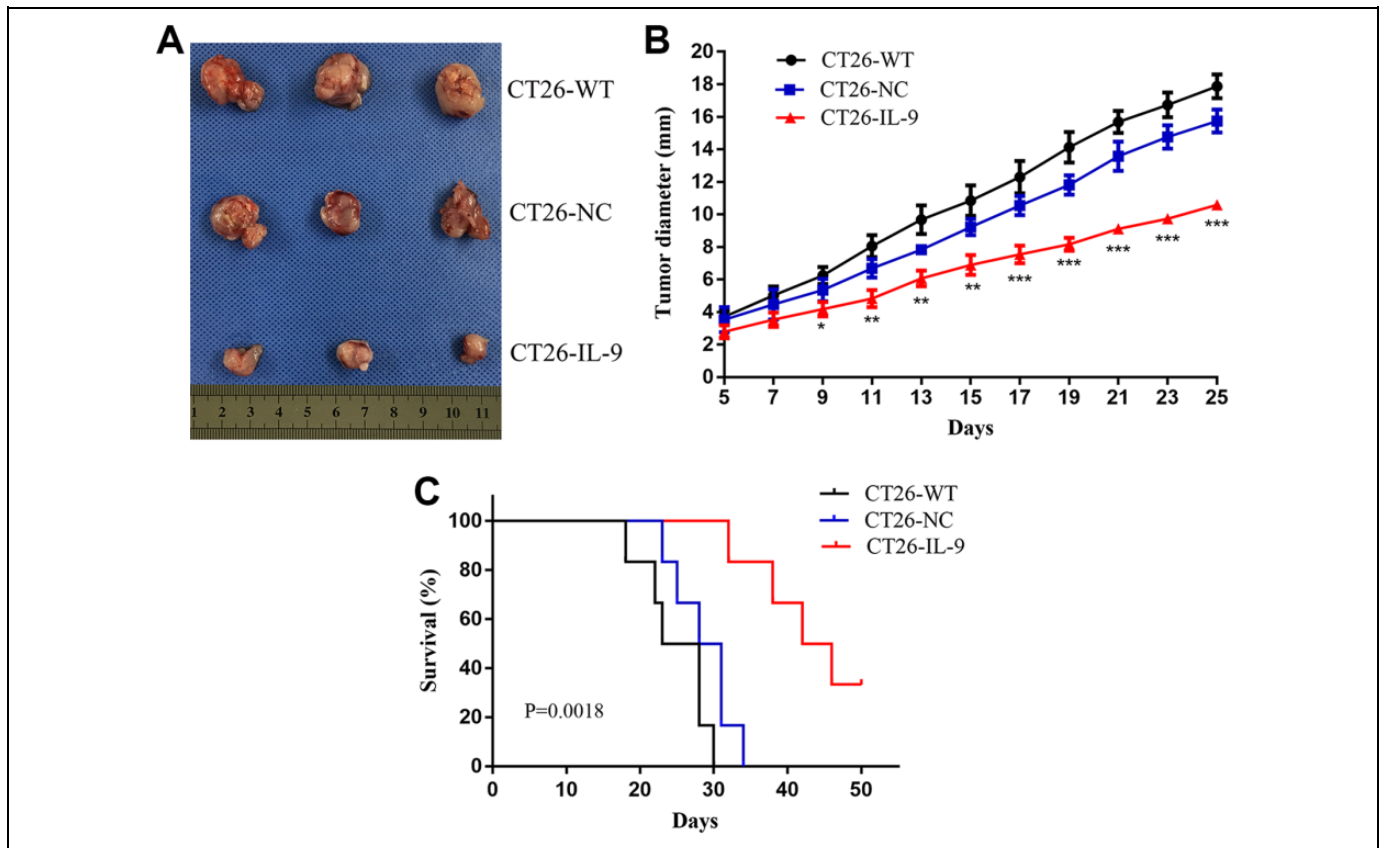 A
CT26-WT
CT26-NC
CT26-IL-9
1 2 3 4 5 6 7 8 9 10 11
B
CT26-WT
CT26-NC
CT26-IL-9
Tumor diameter (mm)
20
18
16
14
12
10
8
6
4
2
0
* ** ** ** *** *** *** *** ***
5 7 9 11 13 15 17 19 21 23 25
Days
C
CT26-WT
CT26-NC
CT26-IL-9
Survival (%)
100
80
60
40
20
0
P=0.0018
0 10 20 30 40 50
Days